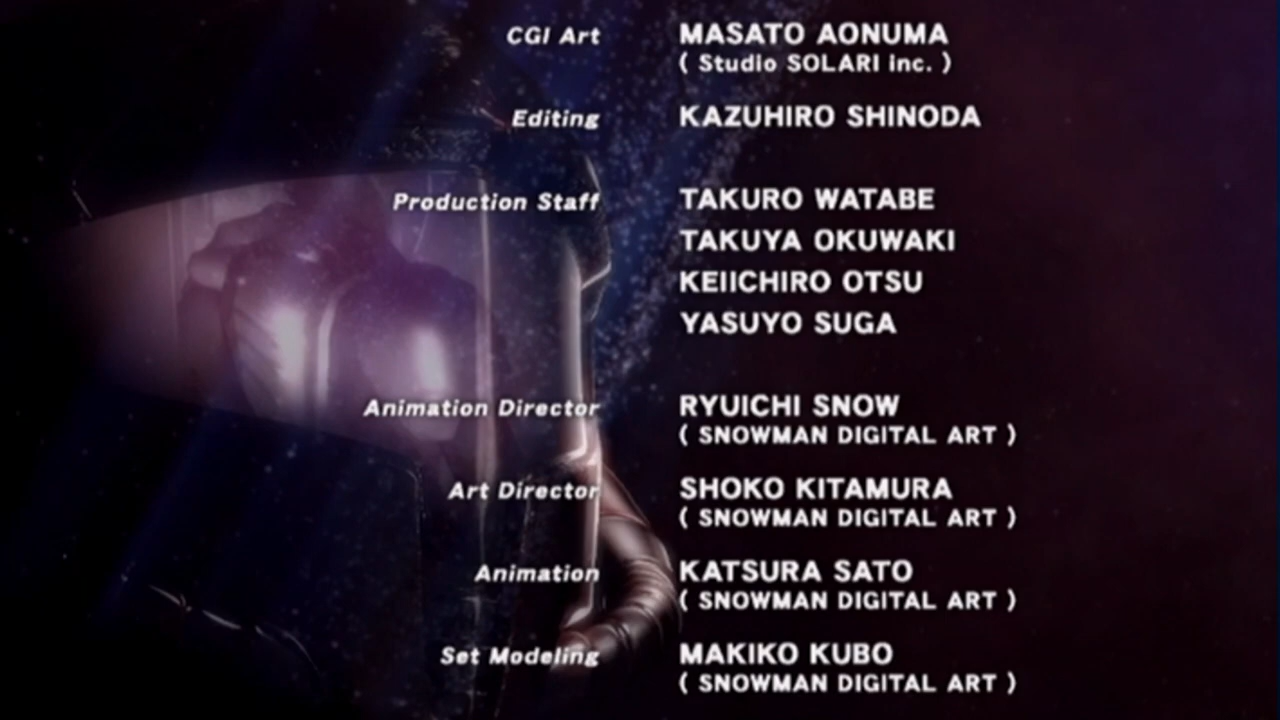 CGI Art MASATO AONUMA
( Studio SOLARI inc. )
Editing KAZUHIRO SHINODA
Production Staff TAKURO WATABE
TAKUYA OKUWAKI
KEIICHIRO OTSU
YASUYO SUGA
Animation Director RYUICHI SNOW
( SNOWMAN DIGITAL ART )
Art Director SHOKO KITAMURA
( SNOWMAN DIGITAL ART )
Animation KATSURA SATO
( SNOWMAN DIGITAL ART )
Set Modeling MAKIKO KUBO
( SNOWMAN DIGITAL ART )